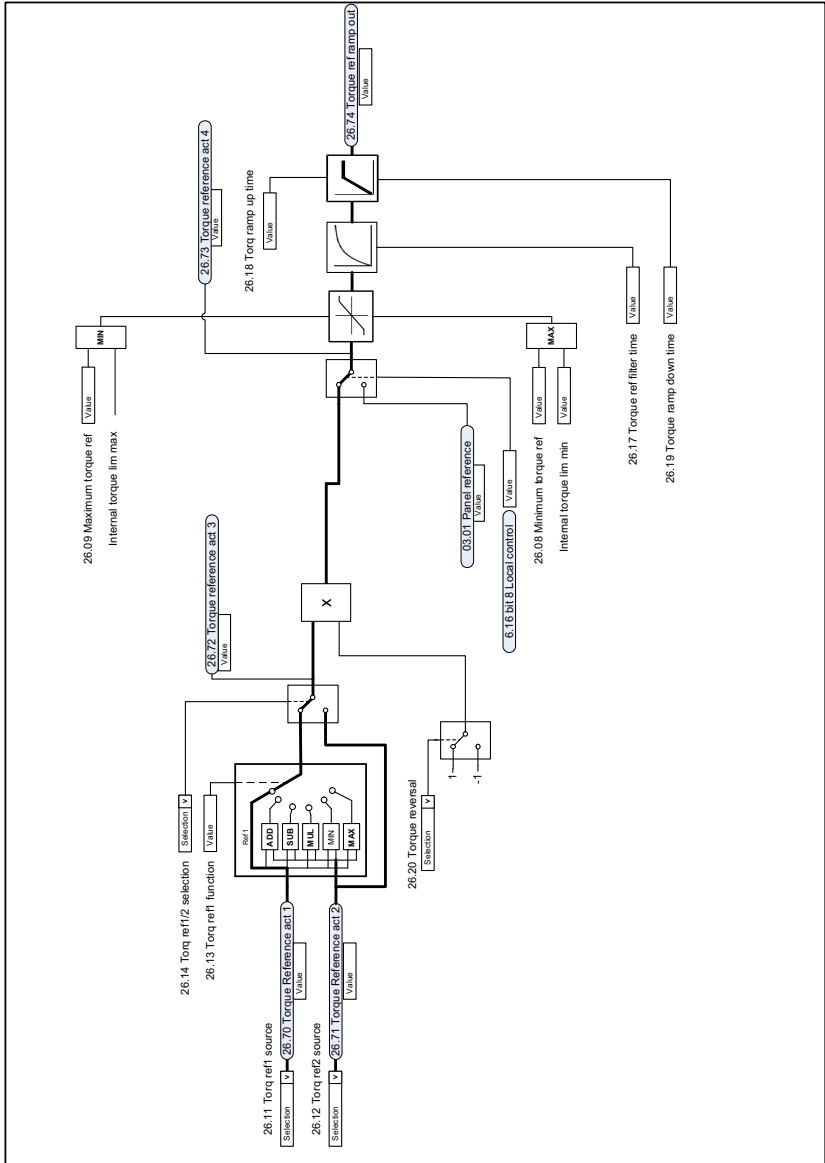 26.11 Torq ref1 source
Selection
v
26.70 Torque Reference act 1
Value
26.12 Torq ref2 source
Selection
v
26.71 Torque Reference act 2
Value
26.14 Torq ref1/2 selection
Selection
v
26.13 Torq ref1 function
Value
Ref1
ADD
SUB
MUL
MIN
MAX
26.20 Torque reversal
Selection
v
1
-1
26.72 Torque reference act 3
Value
X
03.01 Panel reference
Value
6.16 bit 8 Local control
Value
26.09 Maximum torque ref
Value
Internal torque lim max
MIN
26.73 Torque reference act 4
Value
26.08 Minimum torque ref
Value
Internal torque lim min
Value
MAX
26.18 Torq ramp up time
Value
26.17 Torque ref filter time
Value
26.19 Torque ramp down time
Value
26.74 Torque ref ramp out
Value